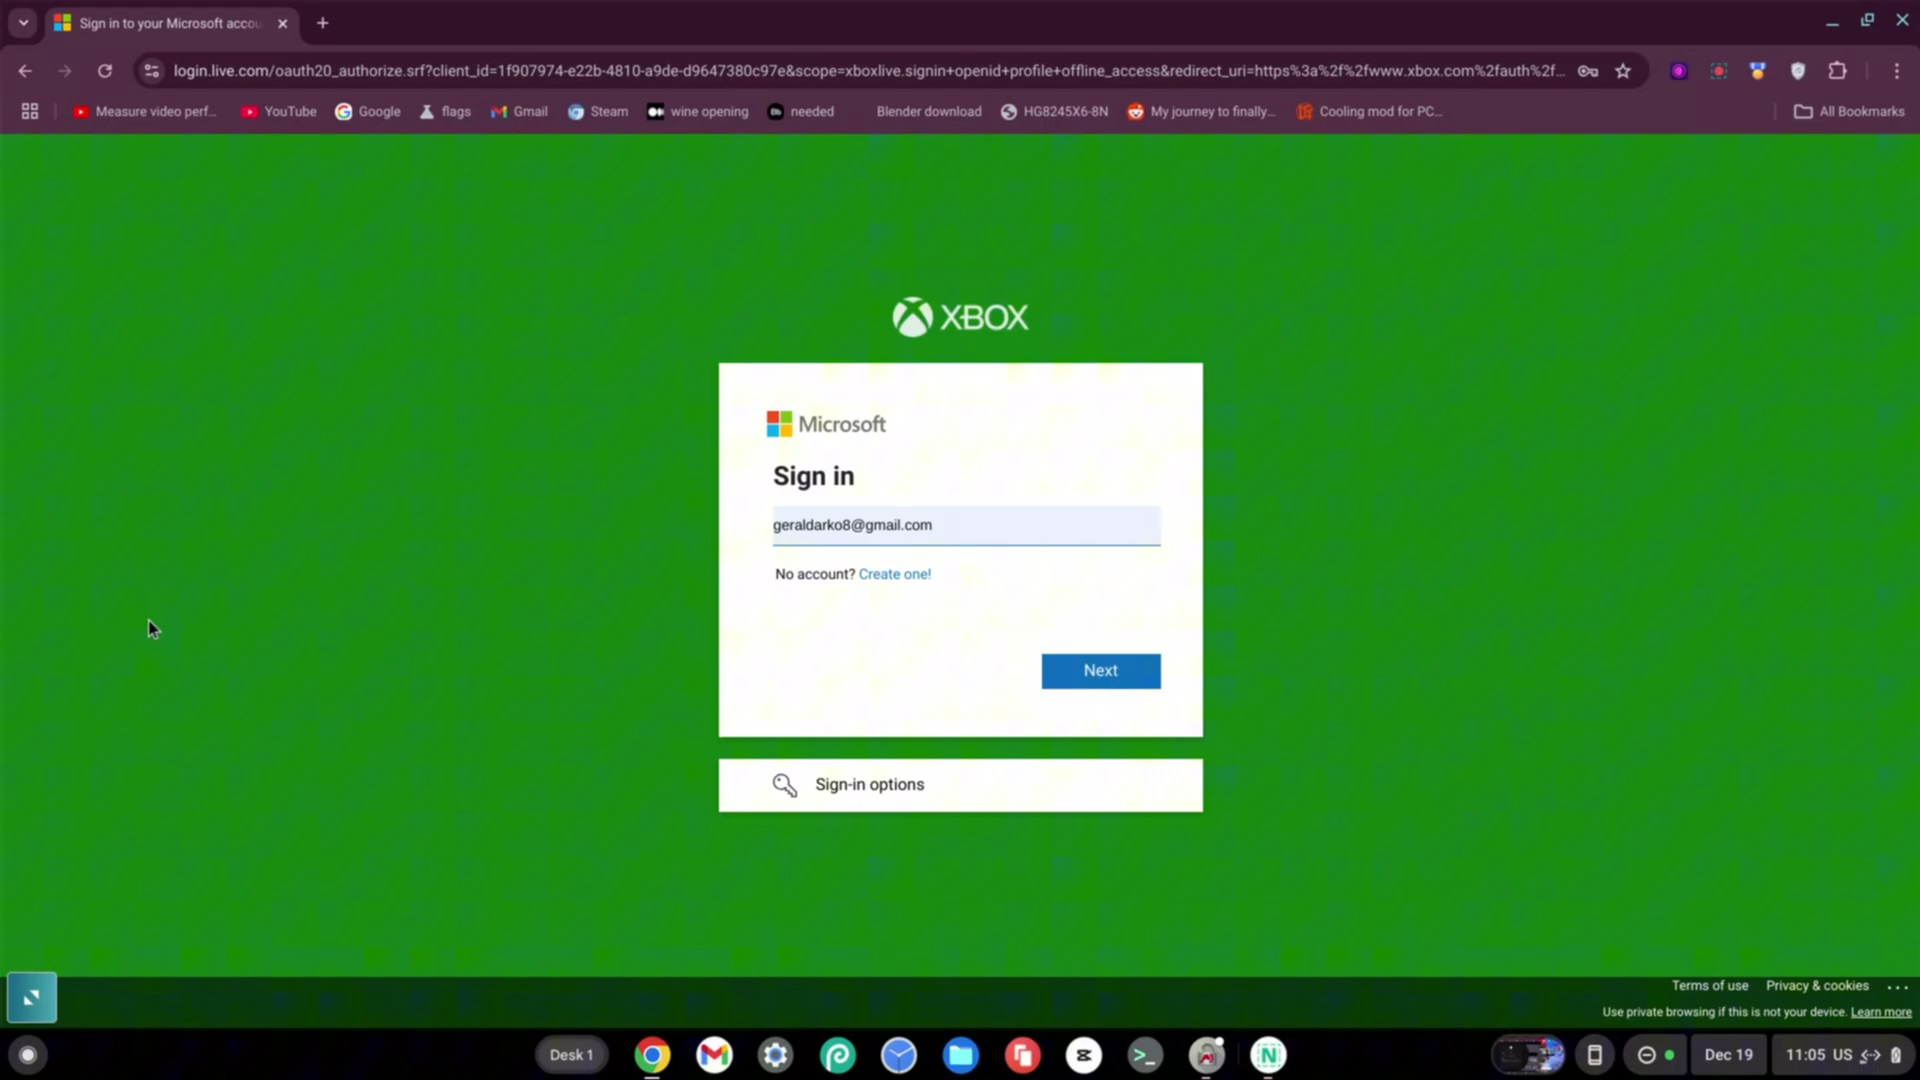 Sign in to your Microsoft accou
login.live.com/oauth20_authorize.srf?client_id=1f907974-e22b-4810-a9de-d9647380c97e&scope=xboxlive.signin+openid+profile+offline_access&redirect_uri=https%3a%2f%2fwww.xbox.com%2fauth%2f...
Measure video perf... YouTube Google flags Gmail Steam wine opening needed Blender download HG8245X6-8N My journey to finally... Cooling mod for PC... All Bookmarks
XBOX
Microsoft
Sign in
geraldarko8@gmail.com
No account? Create one!
Next
Sign-in options
Terms of use Privacy & cookies ...
Use private browsing if this is not your device. Learn more
Desk 1 Dec 19 11:05 US